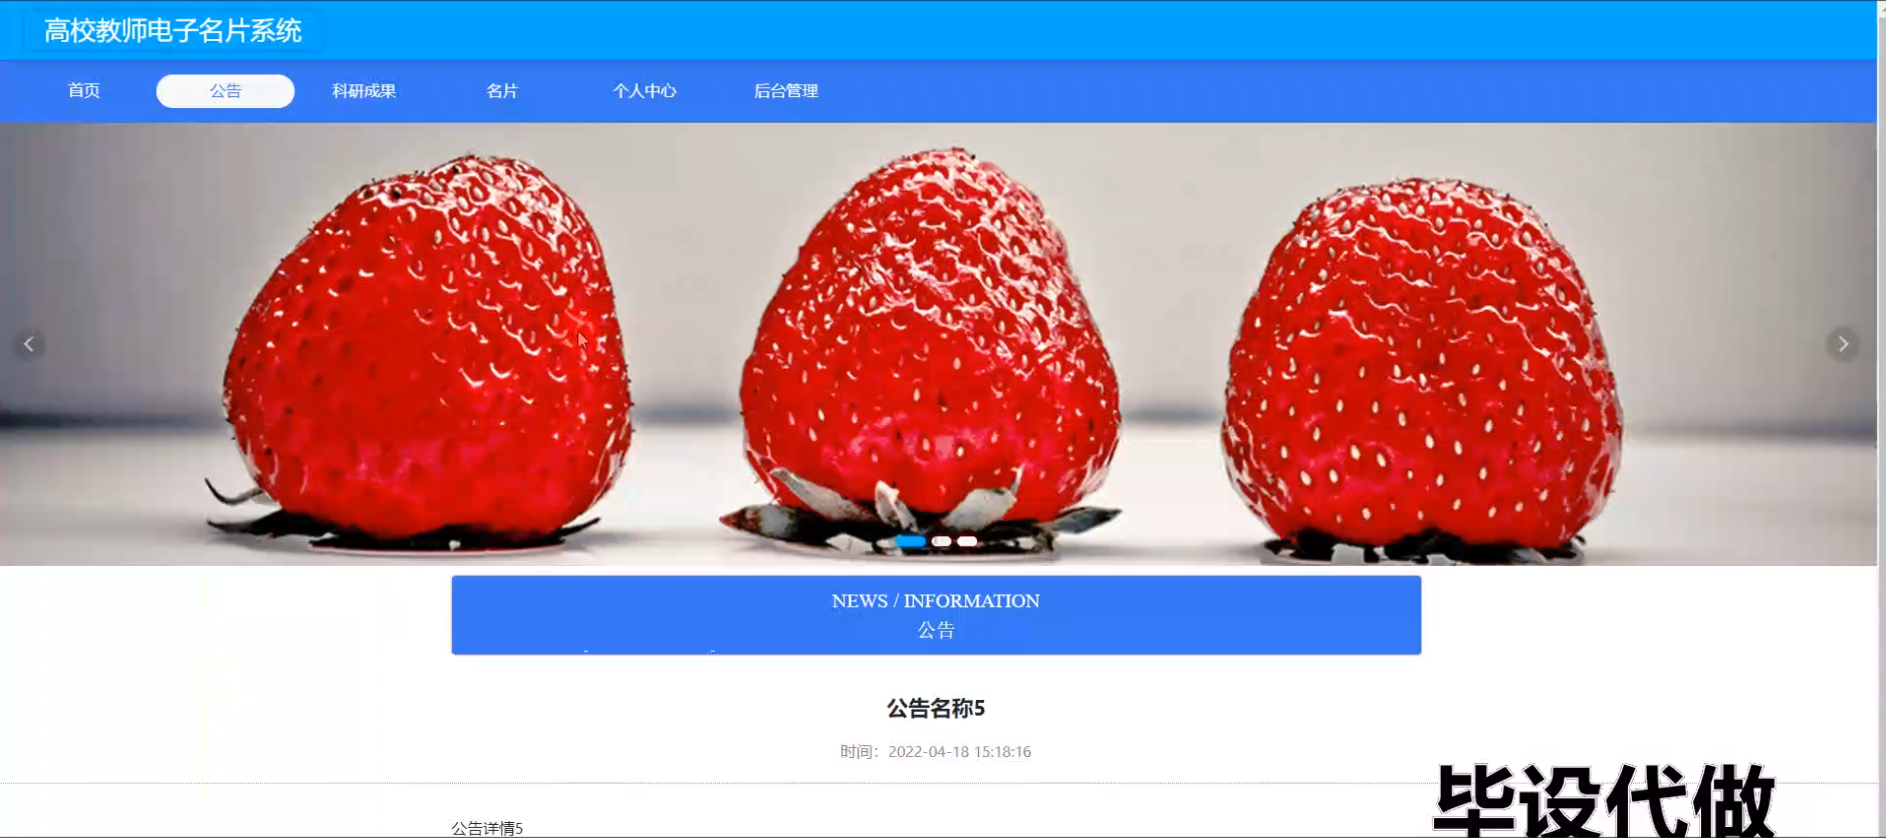 高校教师电子名片系统
首页 公告 科研成果 名片 个人中心 后台管理
NEWS / INFORMATION
公告
公告名称5
时间：2022-04-18 15:18:16
毕设代做
公告详情5